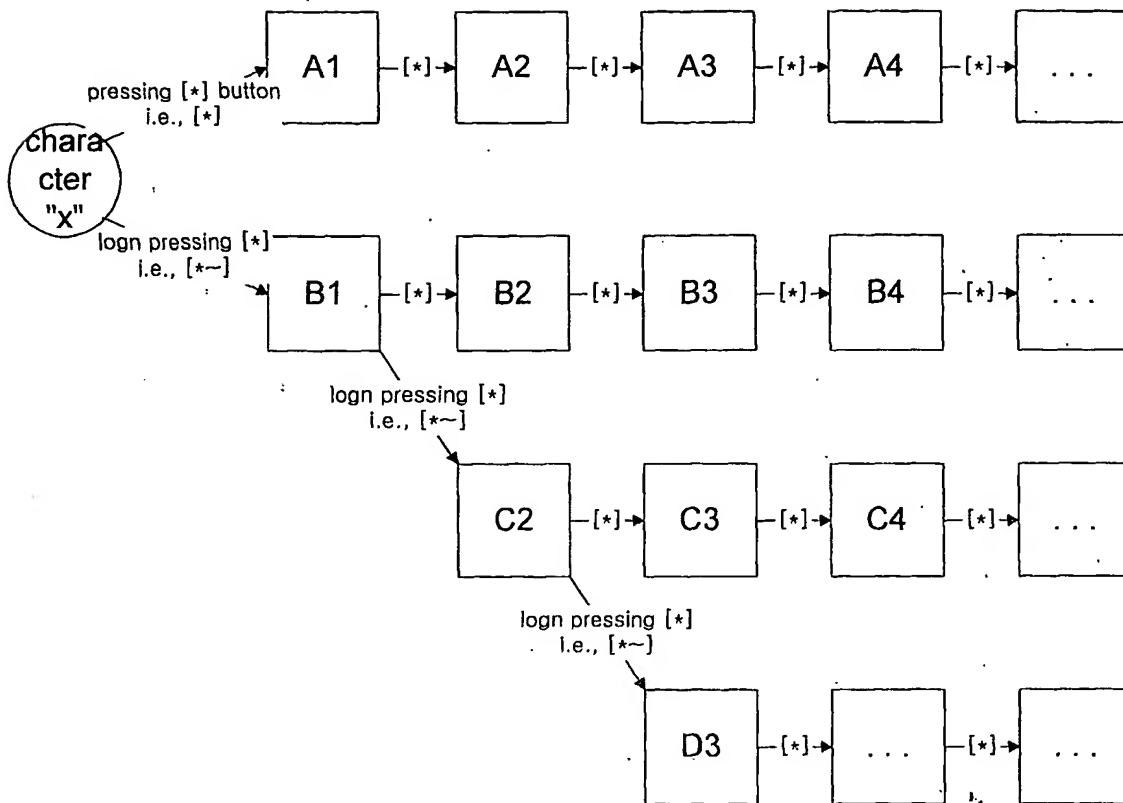 A1 -[*]→ A2 -[*]→ A3 -[*]→ A4 -[*]→ ...
pressing [*] button
i.e., [*]
chara
cter
"x"
logn pressing [*]
i.e., [*~]
B1 -[*]→ B2 -[*]→ B3 -[*]→ B4 -[*]→ ...
logn pressing [*]
i.e., [*~]
C2 -[*]→ C3 -[*]→ C4 -[*]→ ...
logn pressing [*]
i.e., [*~]
D3 -[*]→ ... -[*]→ ...